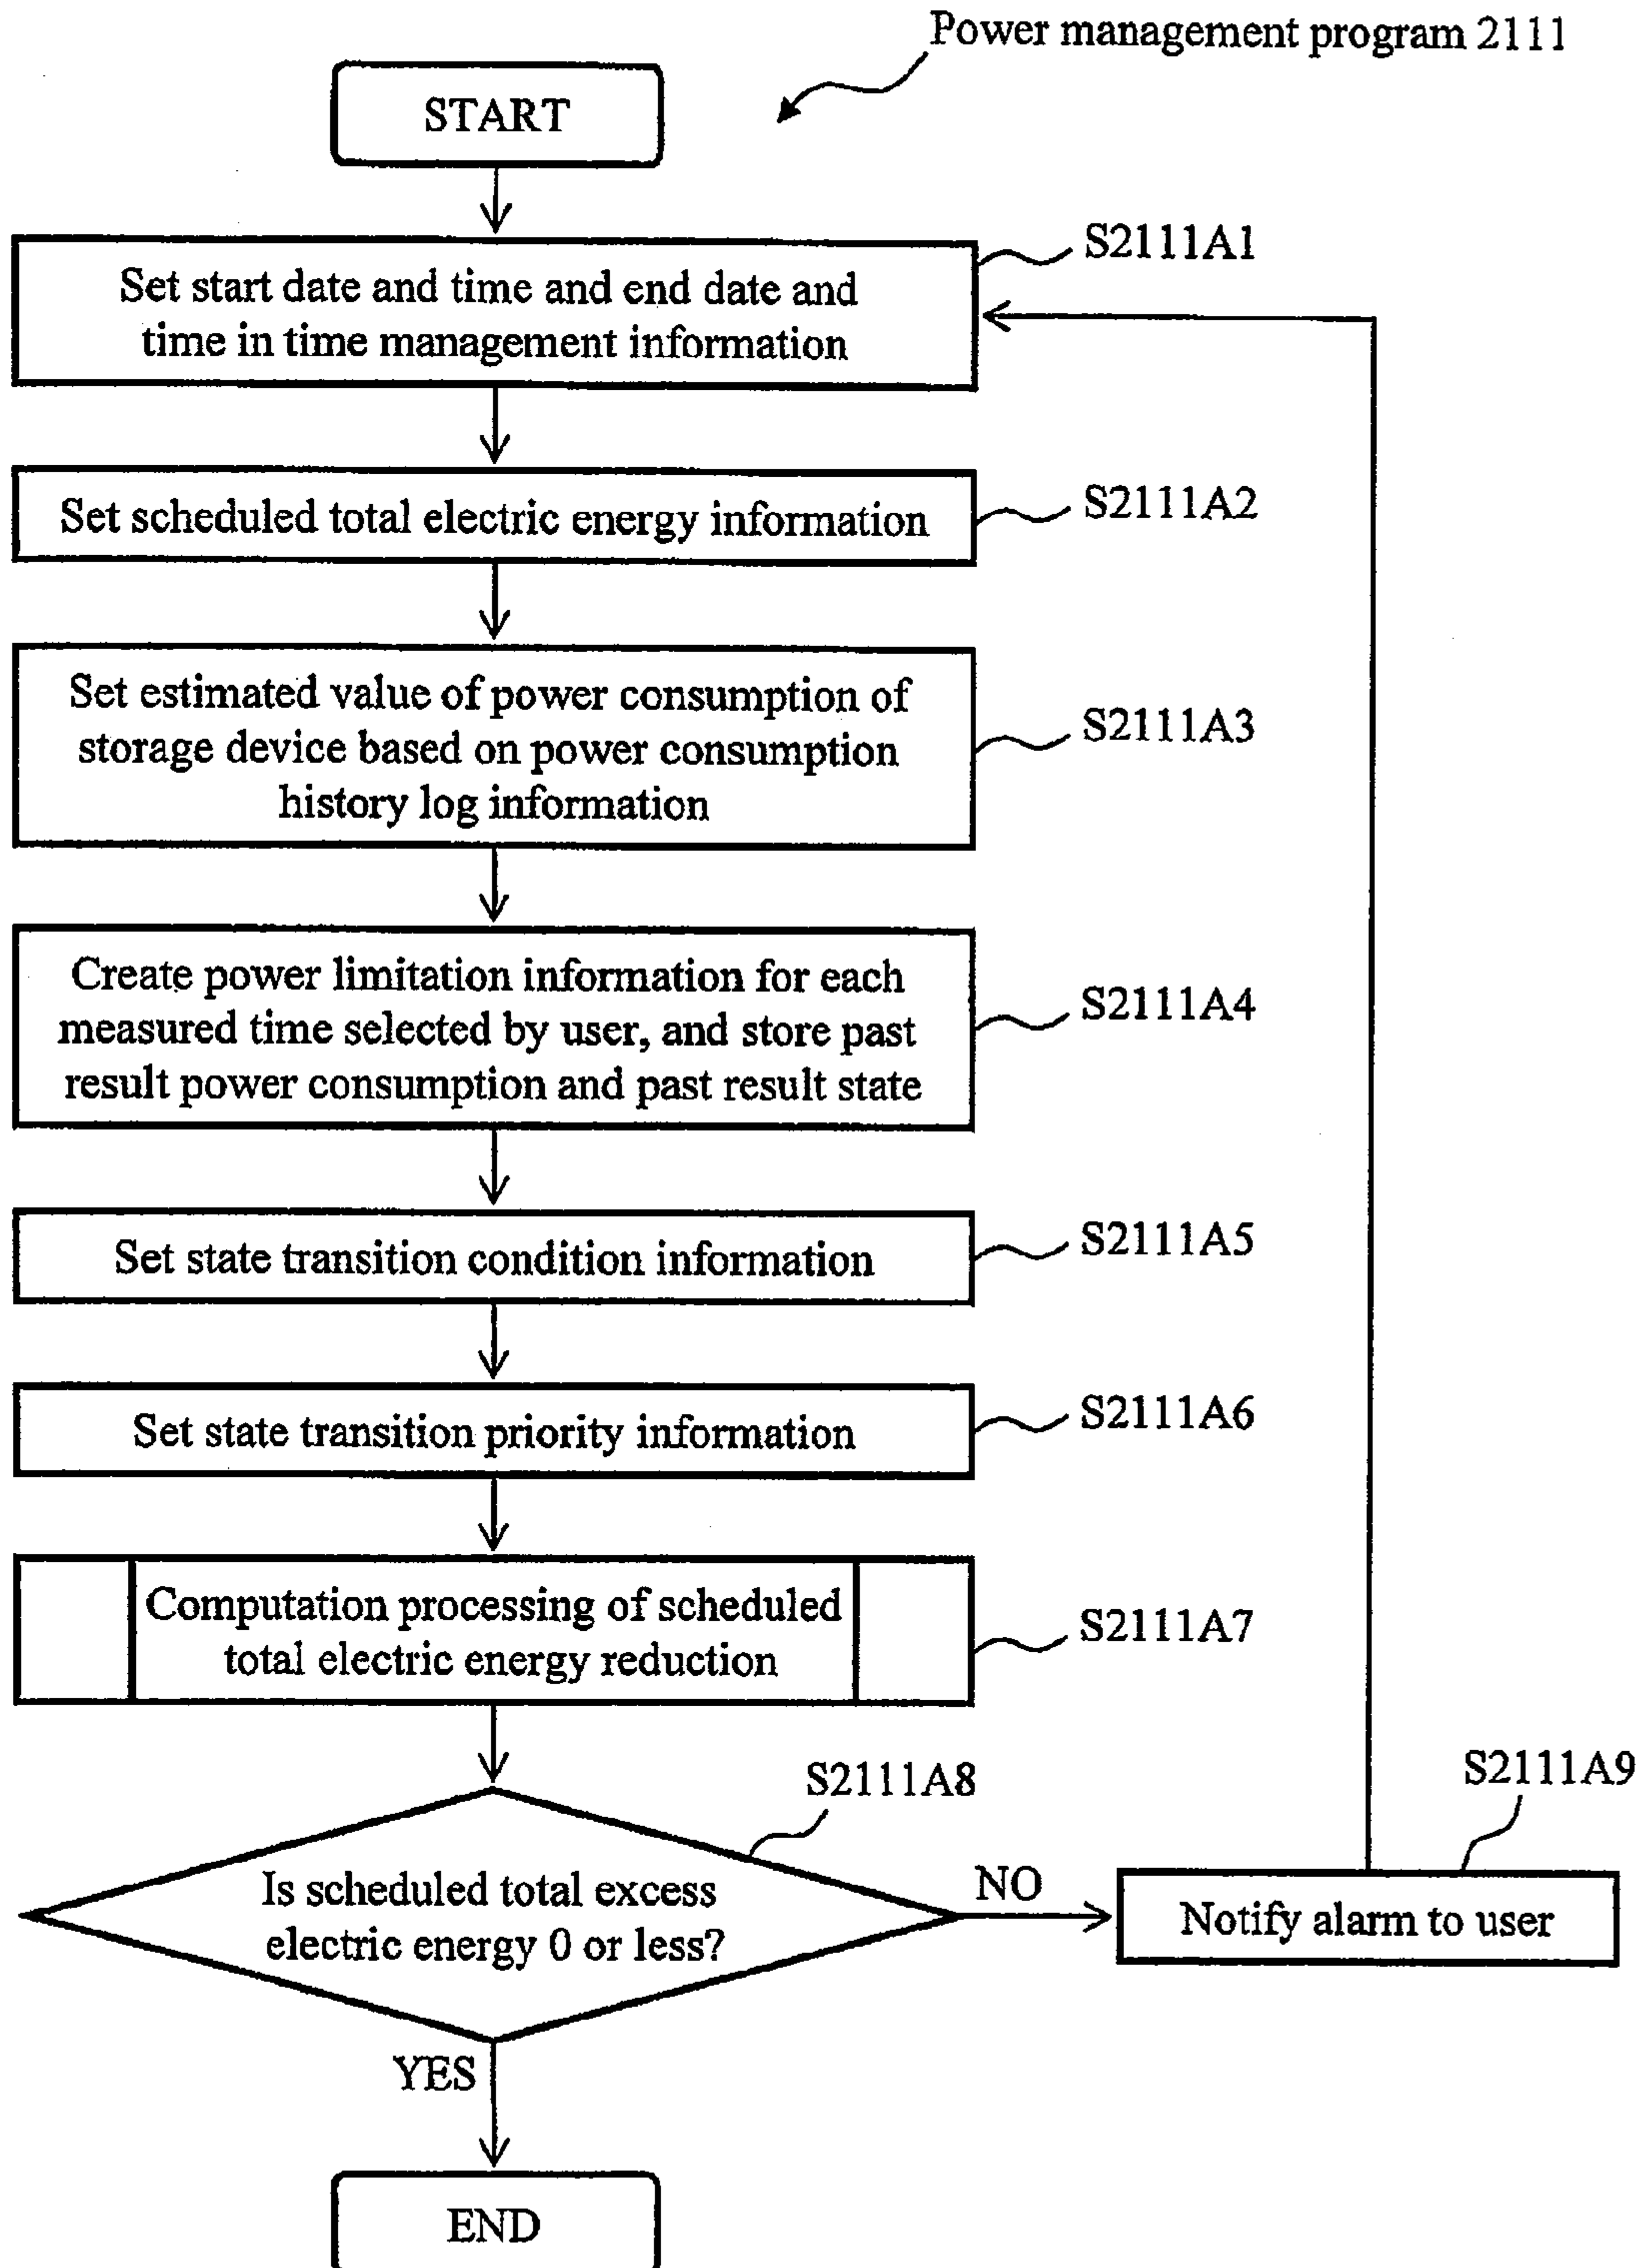 Power management program 2111
START
S2111A1
Set start date and time and end date and
time in time management information
S2111A2
Set scheduled total electric energy information
Set estimated value of power consumption of
storage device based on power consumption
history log information
S2111A3
Create power limitation information for each
measured time selected by user, and store past
result power consumption and past result state
S2111A4
S2111A5
Set state transition condition information
S2111A6
Set state transition priority information
Computation processing of scheduled
total electric energy reduction
S2111A7
S2111A8
S2111A9
Is scheduled total excess
electric energy 0 or less?
NO
Notify alarm to user
YES
END